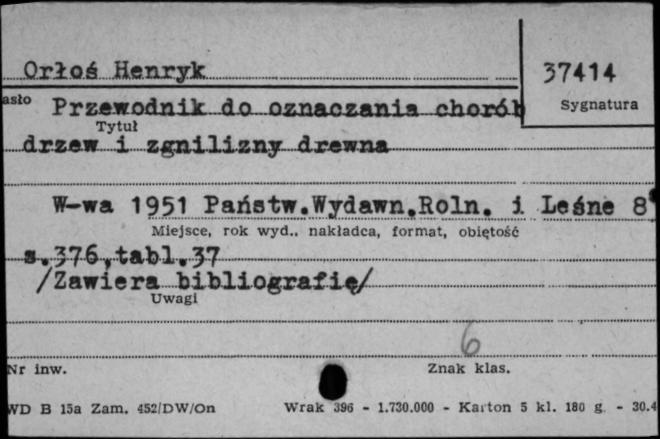 Orłoś Henryk
37414
asło Przewodnik do oznaczania chorób
Sygnatura
Tytuł
drzew i zgnilizny drewna
W-wa 1951 Państw.Wydawn.Roln. i Leśne 8°
Miejsce, rok wyd., nakładca, format, obiętość
s.376,tabl.37
/Zawiera bibliografię/
Uwagi
6
Nr inw.
Znak klas.
WD B 15a Zam. 452/DW/On
Wrak 396 - 1.730.000 - Karton 5 kl. 180 g. - 30.4